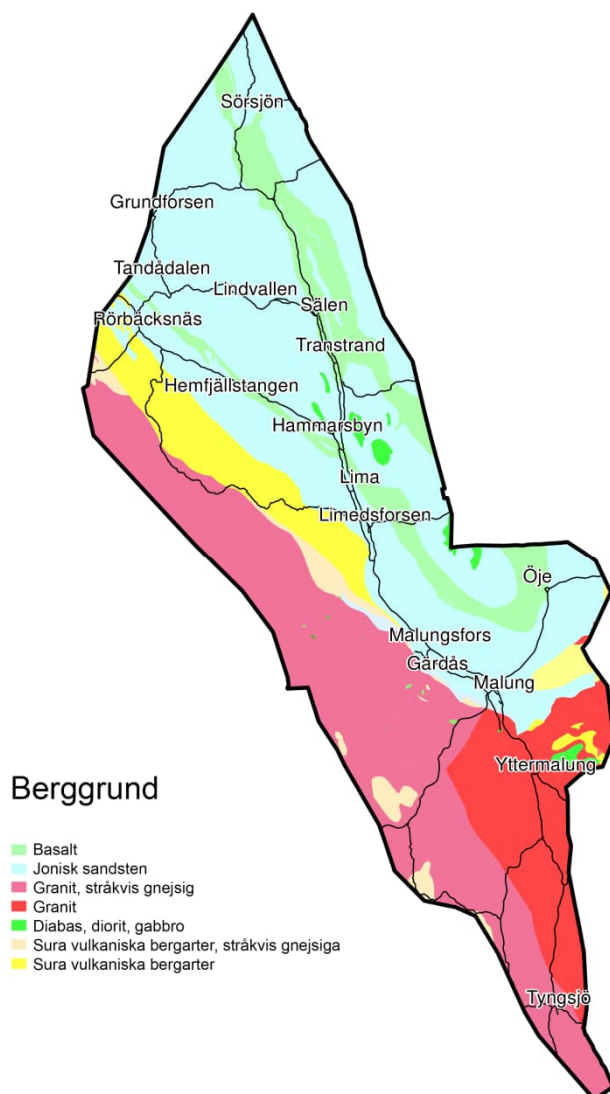 Sörsjön
Grundforsen
Tandådalen
Lindvallen
Sälen
Rörbäcksnäs
Transtrand
Hemfjällstangen
Hammarsbyn
Lima
Limedsforsen
Öje
Malungsfors
Gärdås
Malung
Yttermalung
Tyngsjö
Berggrund
Basalt
Jonisk sandsten
Granit, stråkvis gnejsig
Granit
Diabas, diorit, gabbro
Sura vulkaniska bergarter, stråkvis gnejsiga
Sura vulkaniska bergarter